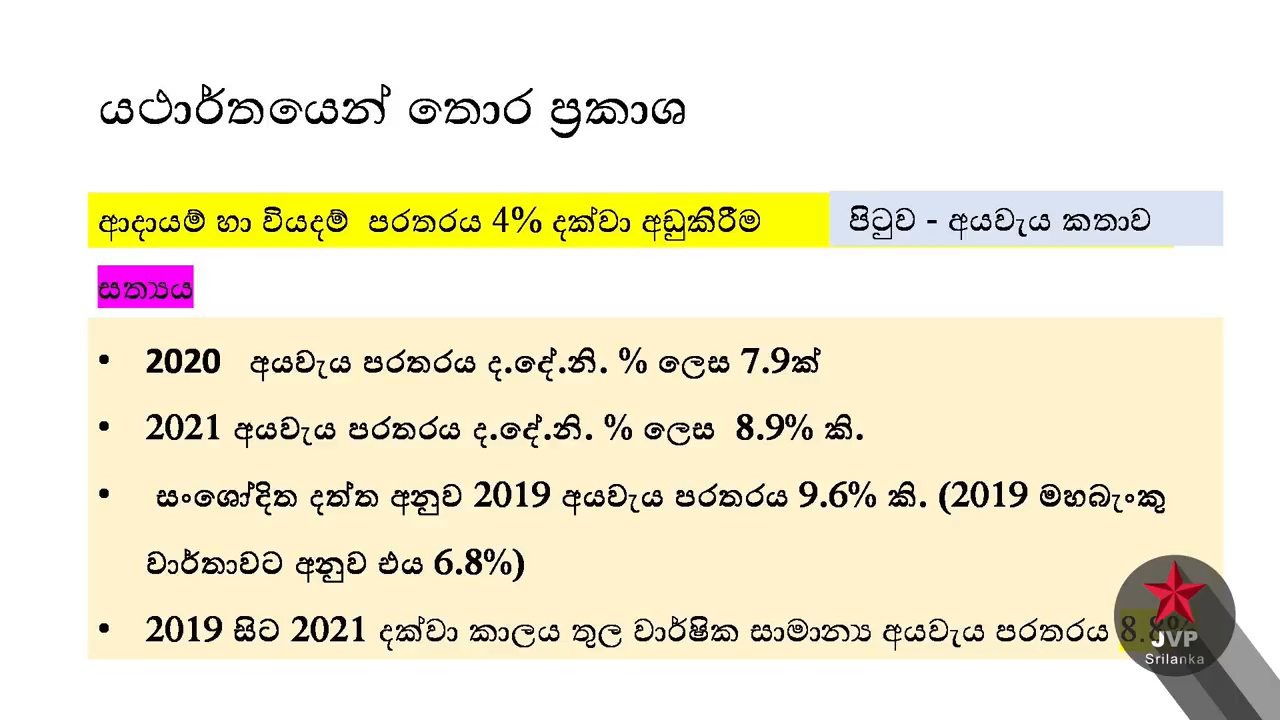 යථාර්තයෙන් තොර ප්‍රකාශ
ආදායම් හා වියදම් පරතරය 4% දක්වා අඩුකිරීම
පිටුව - අයවැය කතාව
සත්‍යය
• 2020 අයවැය පරතරය ද.දේ.නි. % ලෙස 7.9ක්
• 2021 අයවැය පරතරය ද.දේ.නි. % ලෙස 8.9% කි.
• සංශෝදිත දත්ත අනුව 2019 අයවැය පරතරය 9.6% කි. (2019 මහබැංකු
වාර්තාවට අනුව එය 6.8%)
• 2019 සිට 2021 දක්වා කාලය තුල වාර්ෂික සාමාන්‍ය අයවැය පරතරය
JVP
Srilanka